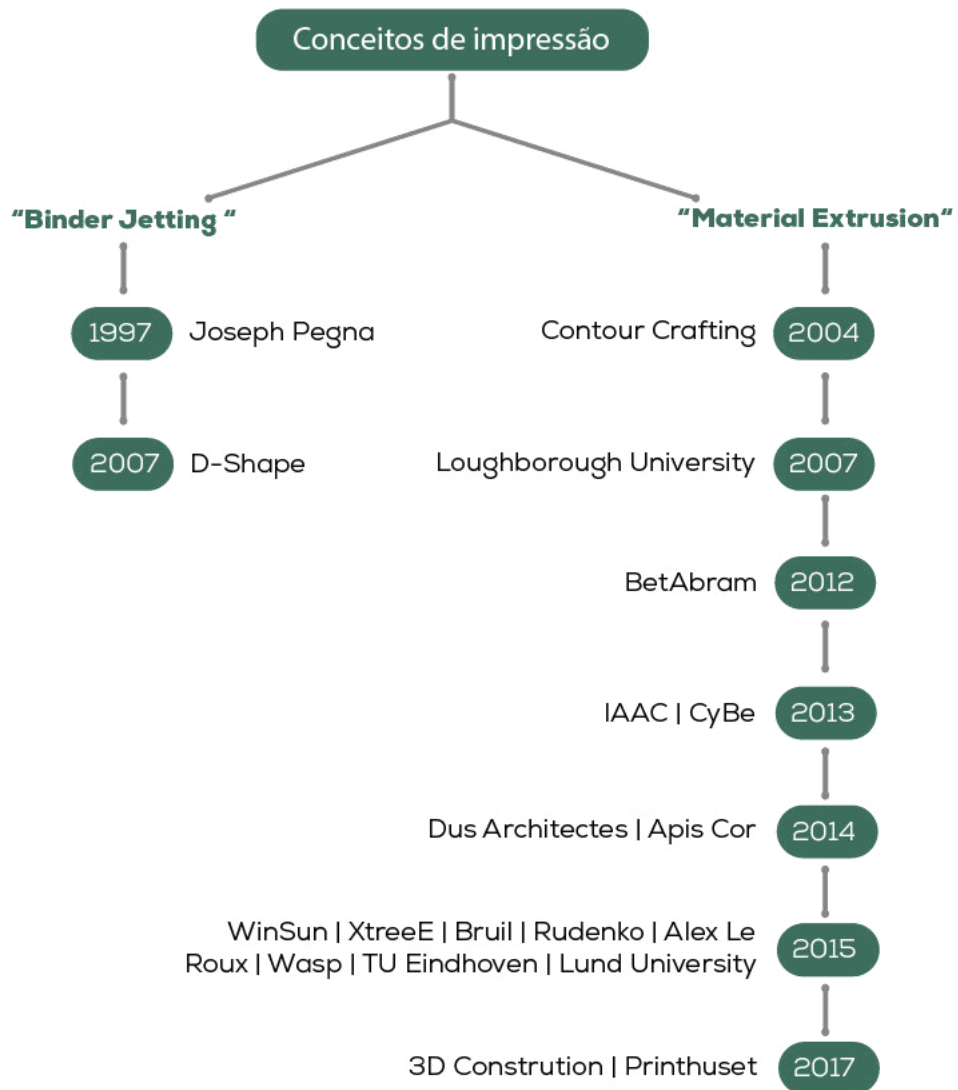 Conceitos de impressão
“Binder Jetting “
“Material Extrusion“
1997 Joseph Pegna
Contour Crafting 2004
2007 D-Shape
Loughborough University 2007
BetAbram 2012
IAAC | CyBe 2013
Dus Architectes | Apis Cor 2014
WinSun | XtreeE | Bruil | Rudenko | Alex Le
Roux | Wasp | TU Eindhoven | Lund University 2015
3D Constrution | Printhuset 2017